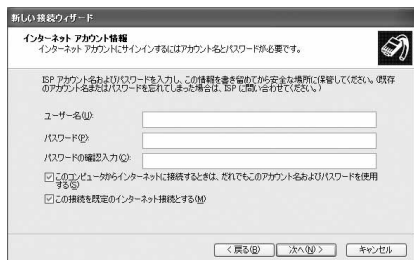 新しい接続ウィザード
インターネット アカウント情報
インターネット アカウントにサインインするにはアカウント名とパスワードが必要です。
ISP アカウント名およびパスワードを入力し、この情報を書き留めてから安全な場所に保管してください。(既存
のアカウント名またはパスワードを忘れてしまった場合は、ISP に問い合わせてください。)
ユーザー名(U):
パスワード(P):
パスワードの確認入力(C):
このコンピュータからインターネットに接続するときは、だれでもこのアカウント名およびパスワードを使用
する(S)
この接続を既定のインターネット接続とする(M)
< 戻る(B) 次へ(N) > キャンセル